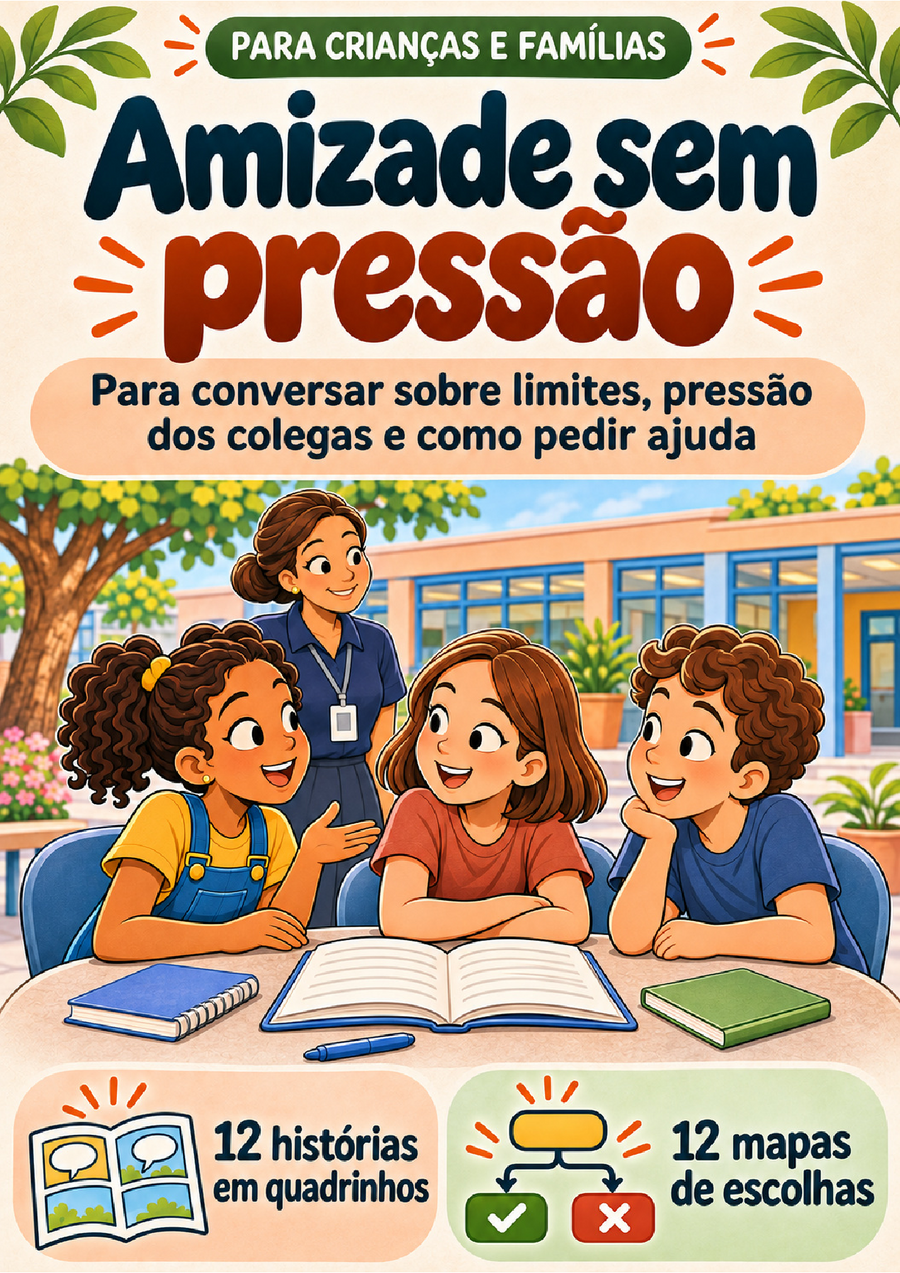 PARA CRIANÇAS E FAMÍLIAS
Amizade sem
pressão
Para conversar sobre limites, pressão
dos colegas e como pedir ajuda
12 histórias
em quadrinhos
12 mapas
de escolhas